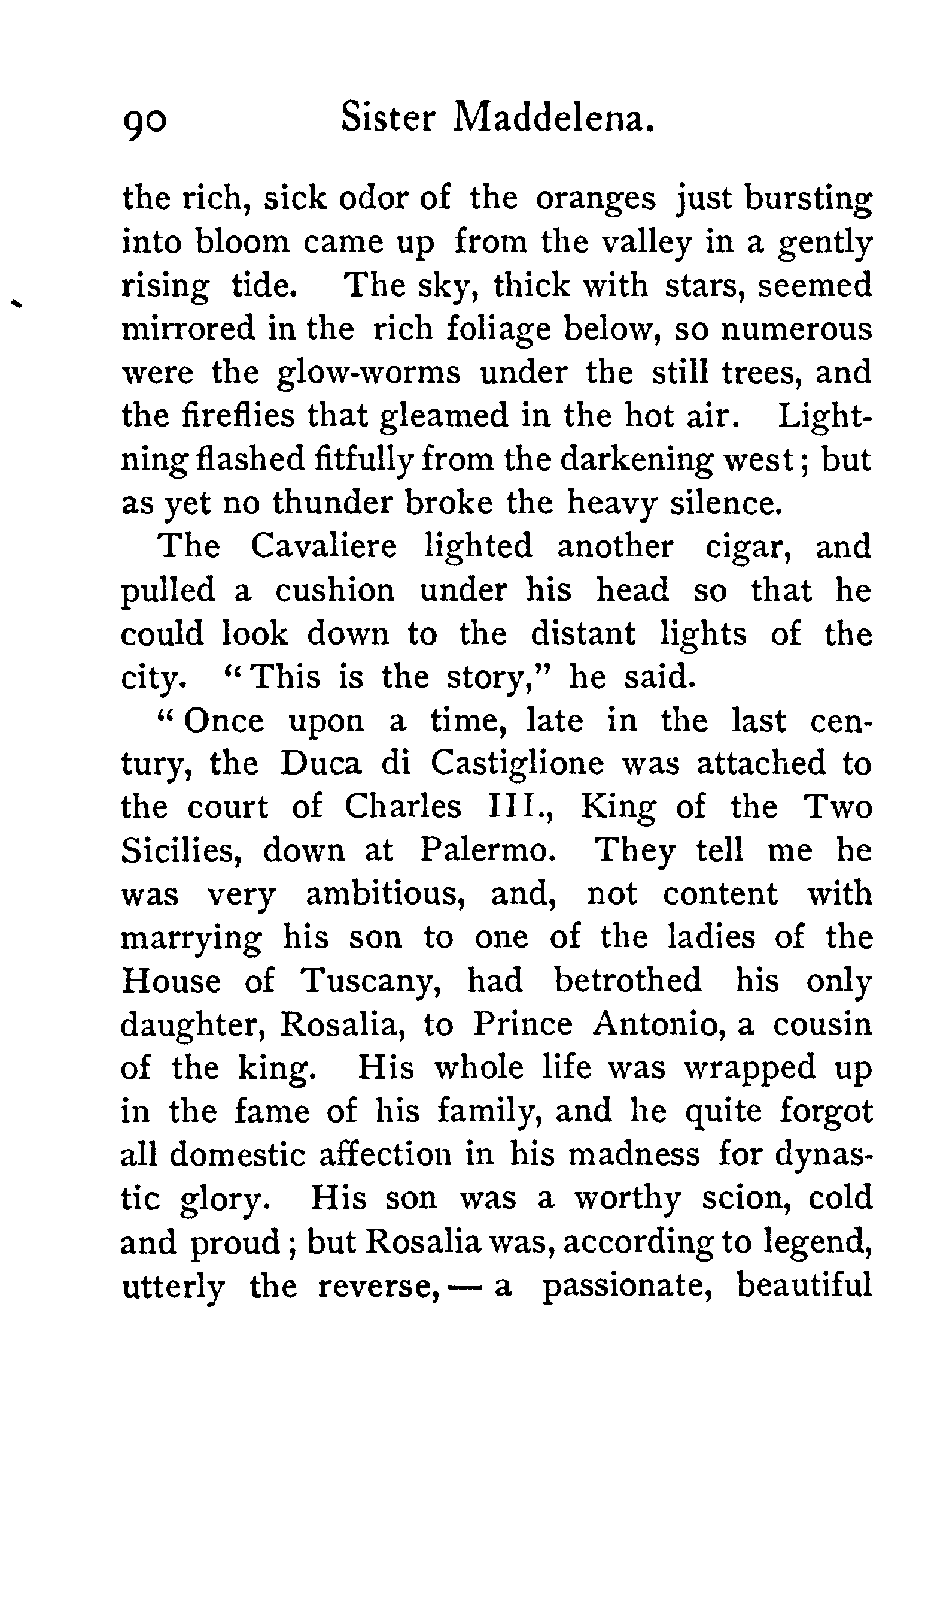 90 Sister Maddelena.
the rich, sick odor of the oranges just bursting
into bloom came up from the valley in a gently
rising tide. The sky, thick with stars, seemed
mirrored in the rich foliage below, so numerous
were the glow-worms under the still trees, and
the fireflies that gleamed in the hot air. Light-
ning flashed fitfully from the darkening west; but
as yet no thunder broke the heavy silence.
The Cavaliere lighted another cigar, and
pulled a cushion under his head so that he
could look down to the distant lights of the
city. “This is the story,” he said.
“Once upon a time, late in the last cen-
tury, the Duca di Castiglione was attached to
the court of Charles III., King of the Two
Sicilies, down at Palermo. They tell me he
was very ambitious, and, not content with
marrying his son to one of the ladies of the
House of Tuscany, had betrothed his only
daughter, Rosalia, to Prince Antonio, a cousin
of the king. His whole life was wrapped up
in the fame of his family, and he quite forgot
all domestic affection in his madness for dynas-
tic glory. His son was a worthy scion, cold
and proud; but Rosalia was, according to legend,
utterly the reverse,— a passionate, beautiful